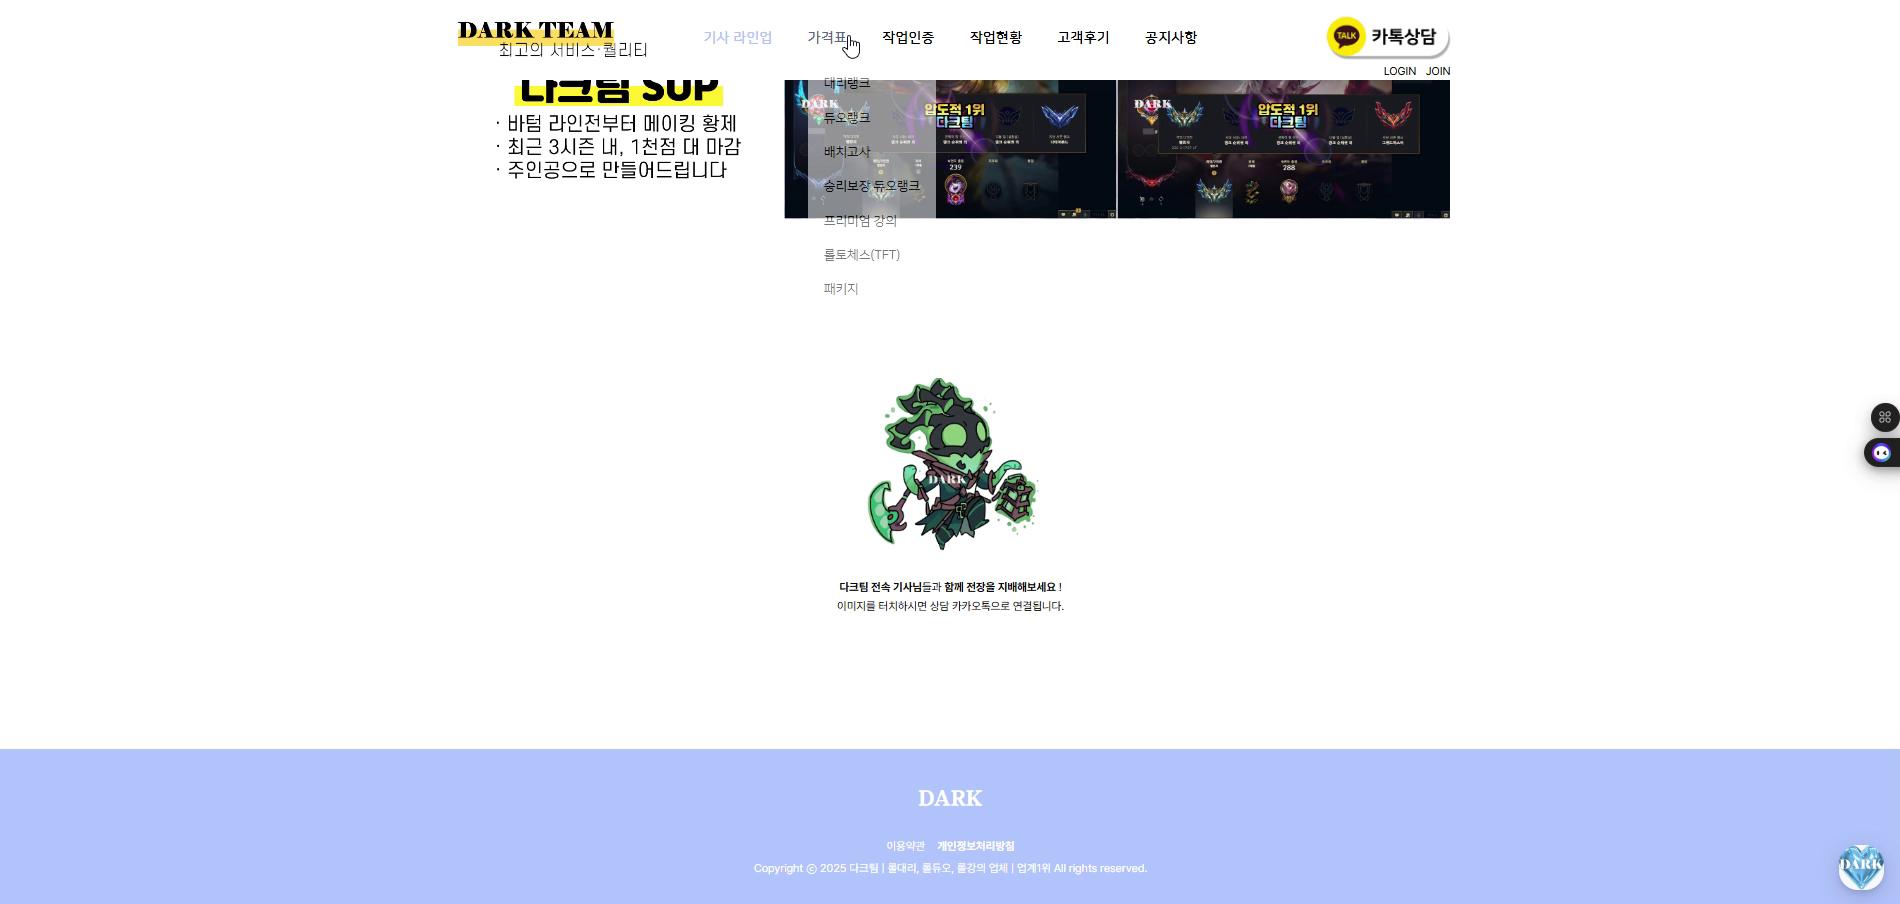 DARK TEAM
최고의 서비스·퀄리티
기사 라인업
가격표
작업인증
작업현황
고객후기
공지사항
TALK
카톡상담
LOGIN JOIN
다크팀 SUP
· 바텀 라인전부터 메이킹 황제
· 최근 3시즌 내, 1천점 대 마감
· 주인공으로 만들어드립니다
대리랭크
듀오랭크
배치고사
승리보장 듀오랭크
프리미엄 강의
롤토체스(TFT)
패키지
DARK
압도적 1위
다크팀
239
DARK
압도적 1위
다크팀
288
DARK
다크팀 전속 기사님들과 함께 전장을 지배해보세요 !
이미지를 터치하시면 상담 카카오톡으로 연결됩니다.
DARK
이용약관 개인정보처리방침
Copyright ⓒ 2025 다크팀 | 롤대리, 롤듀오, 롤강의 업체 | 업계1위 All rights reserved.
DARK